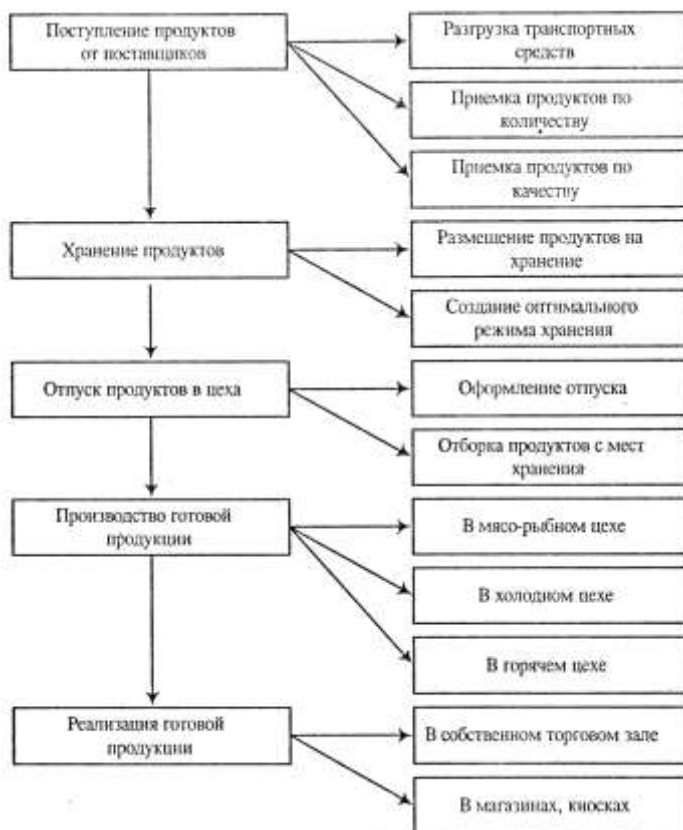 Поступление продуктов
от поставщиков
Разгрузка транспортных
средств
Приемка продуктов по
количеству
Приемка продуктов по
качеству
Хранение продуктов
Размещение продуктов на
хранение
Создание оптимального
режима хранения
Отпуск продуктов в цеха
Оформление отпуска
Отборка продуктов с мест
хранения
Производство готовой
продукции
В мясо-рыбном цехе
В холодном цехе
В горячем цехе
Реализация готовой
продукции
В собственном торговом зале
В магазинах, киосках